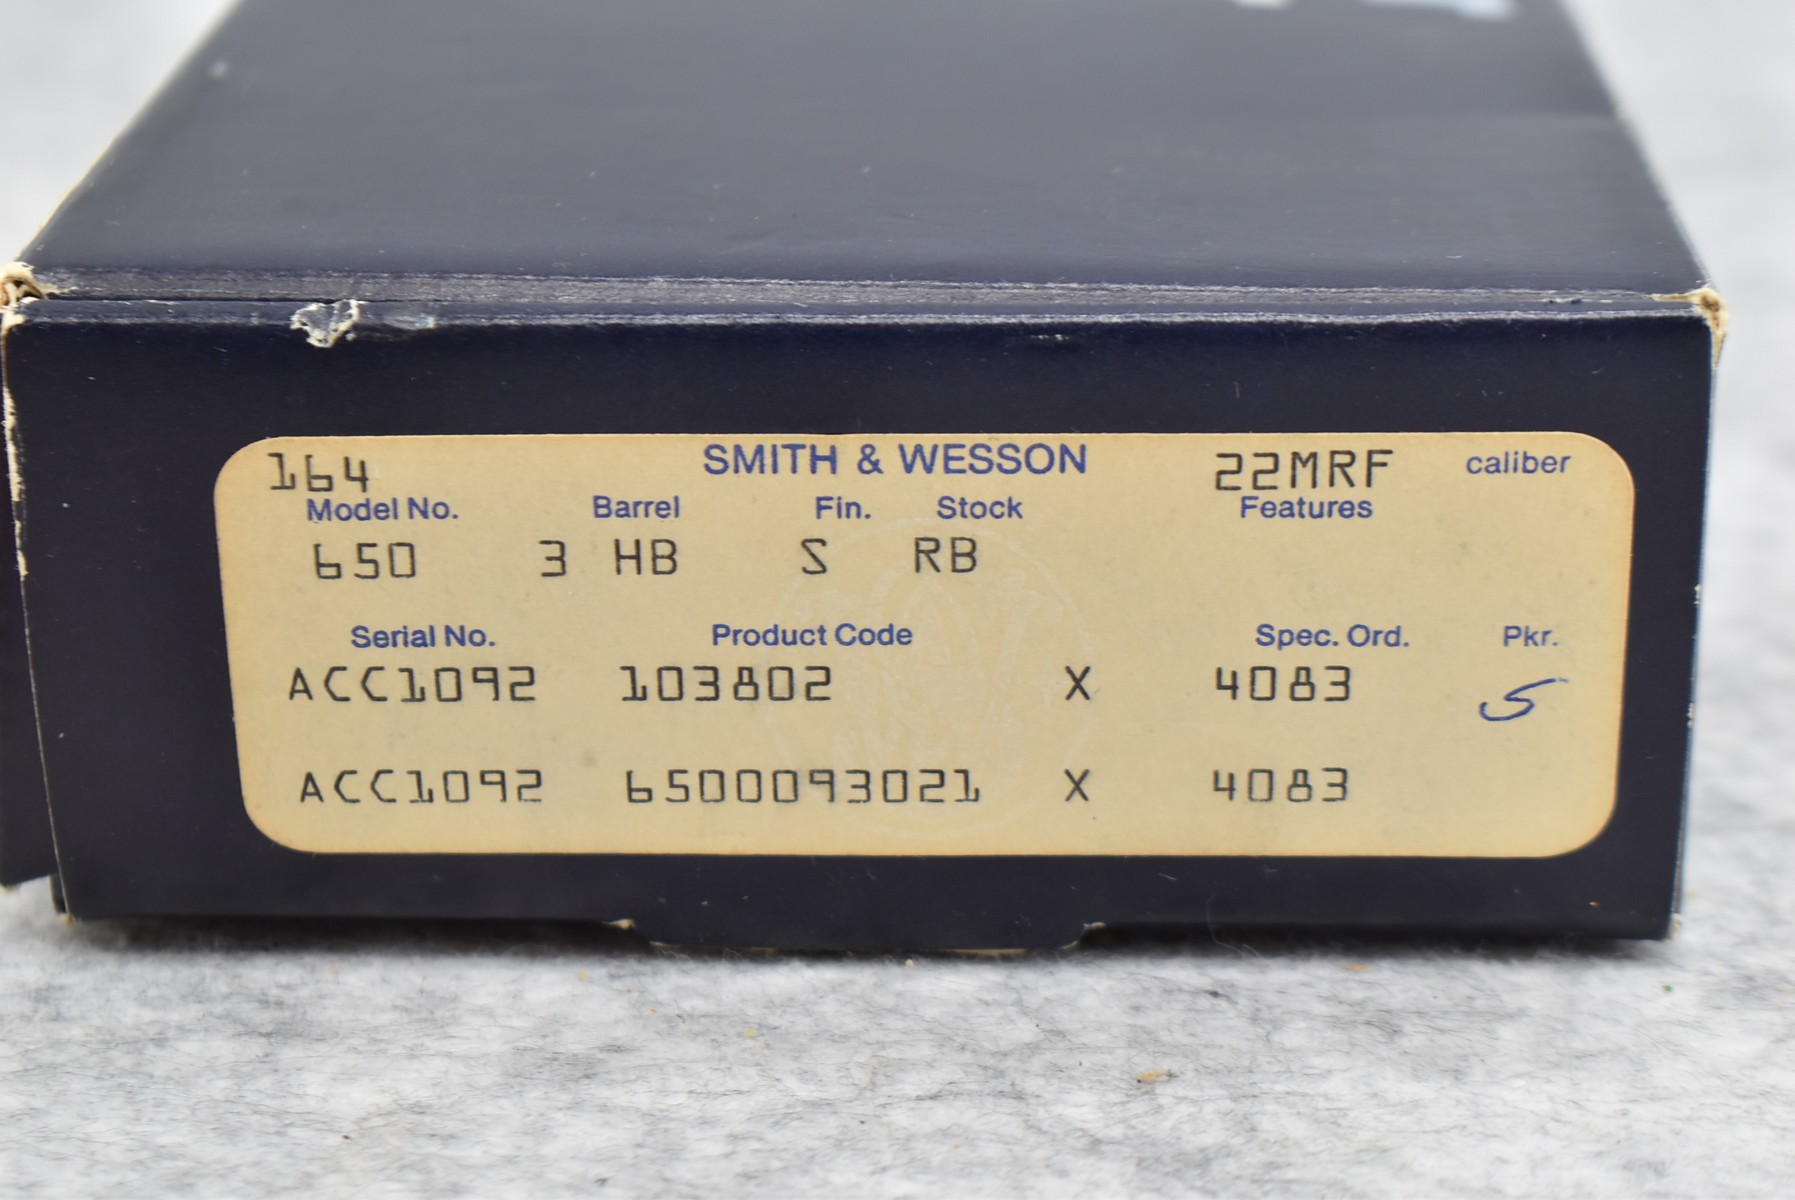 164 SMITH & WESSON 22MRF caliber
Model No. Barrel Fin. Stock Features
650 3 HB S RB
Serial No. Product Code Spec. Ord. Pkr.
ACC1092 103802 X 4083 5
ACC1092 6500093021 X 4083